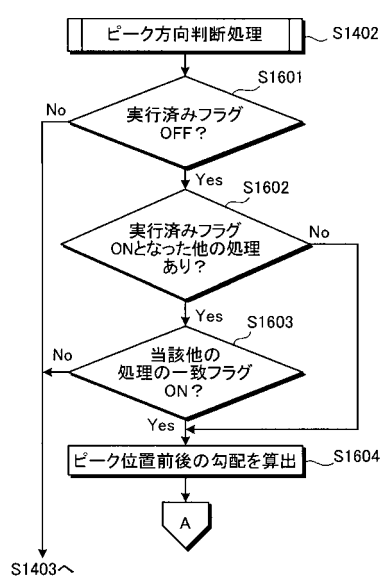 ピーク方向判断処理
S1402
S1601
実行済みフラグ
OFF?
No
Yes
S1602
実行済みフラグ
ONとなった他の処理
あり?
No
Yes
S1603
当該他の
処理の一致フラグ
ON?
No
Yes
ピーク位置前後の勾配を算出
S1604
A
S1403へ